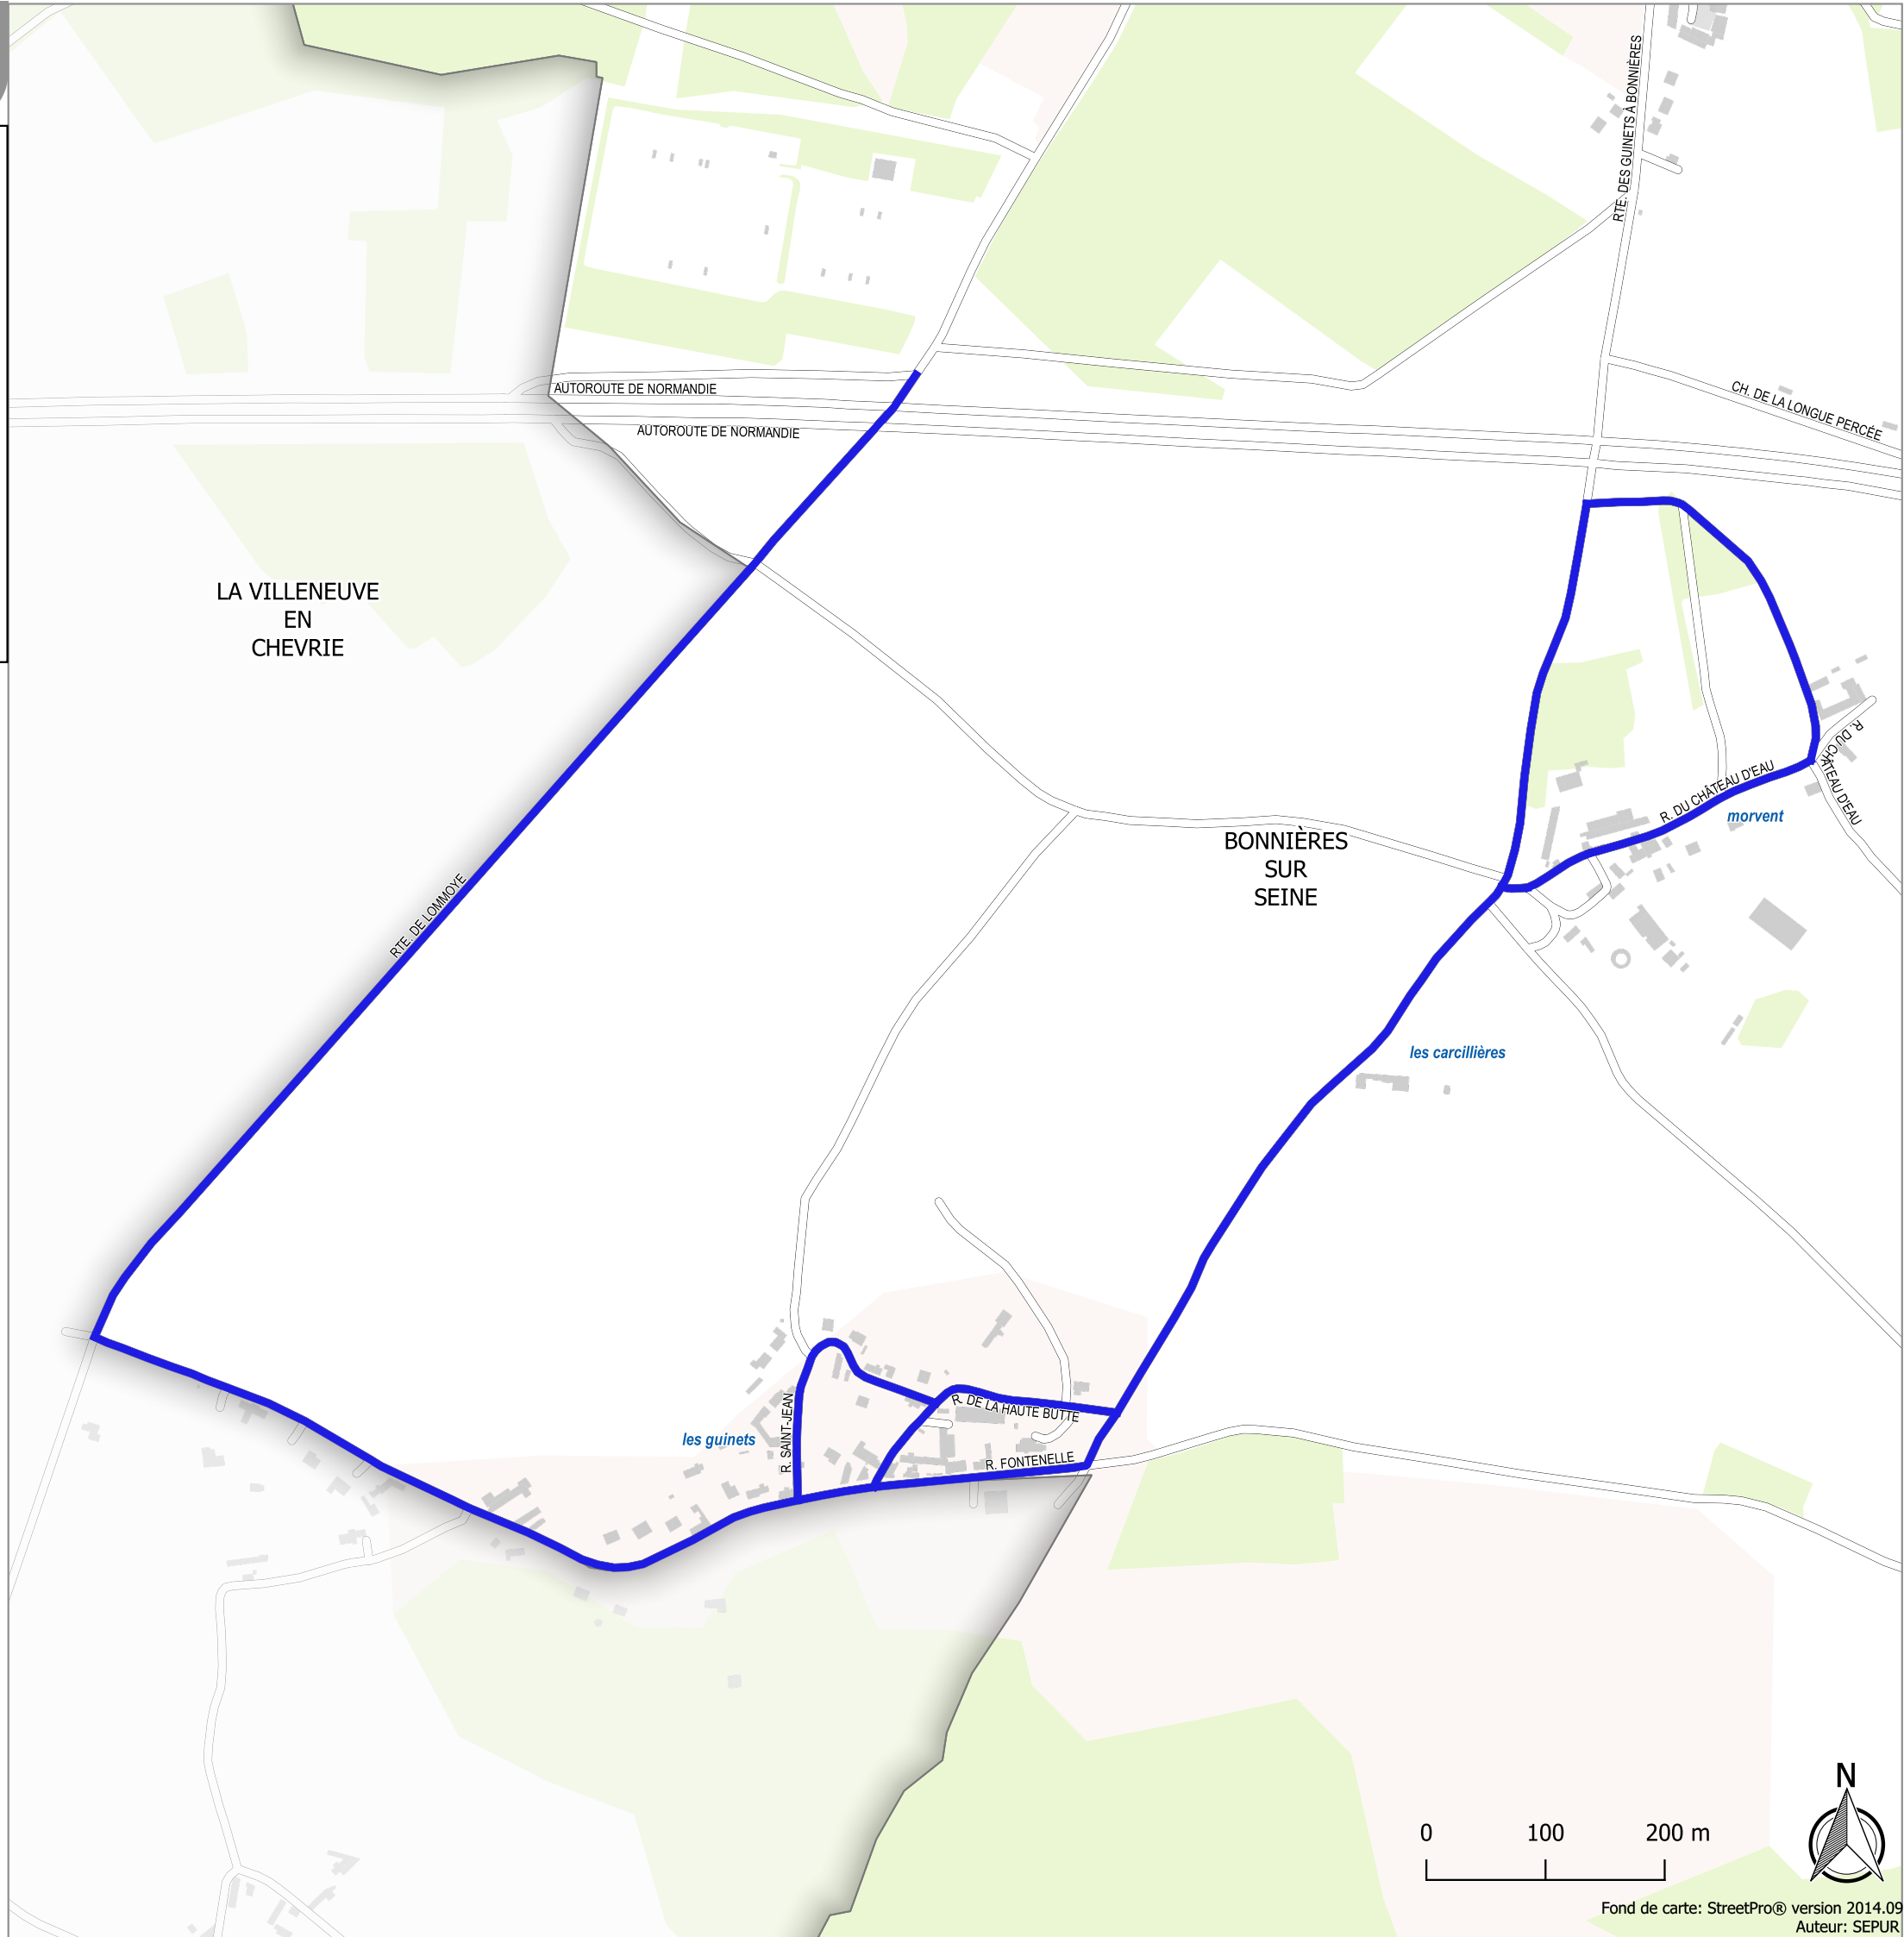 RTE. DES GUINETS À BONNIÈRES
AUTOROUTE DE NORMANDIE
AUTOROUTE DE NORMANDIE
CH. DE LA LONGUE PERCÉE
LA VILLENEUVE
EN
CHEVRIE
R. DU CHÂTEAU D'EAU
R. DU CHÂTEAU D'EAU
morvent
BONNIÈRES
SUR
SEINE
RTE. DE LOMMOYE
les carcillières
R. DE LA HAUTE BUTTE
R. SAINT-JEAN
les guinets
R. FONTENELLE
N
0 100 200 m
Fond de carte: StreetPro® version 2014.09
Auteur: SEPUR